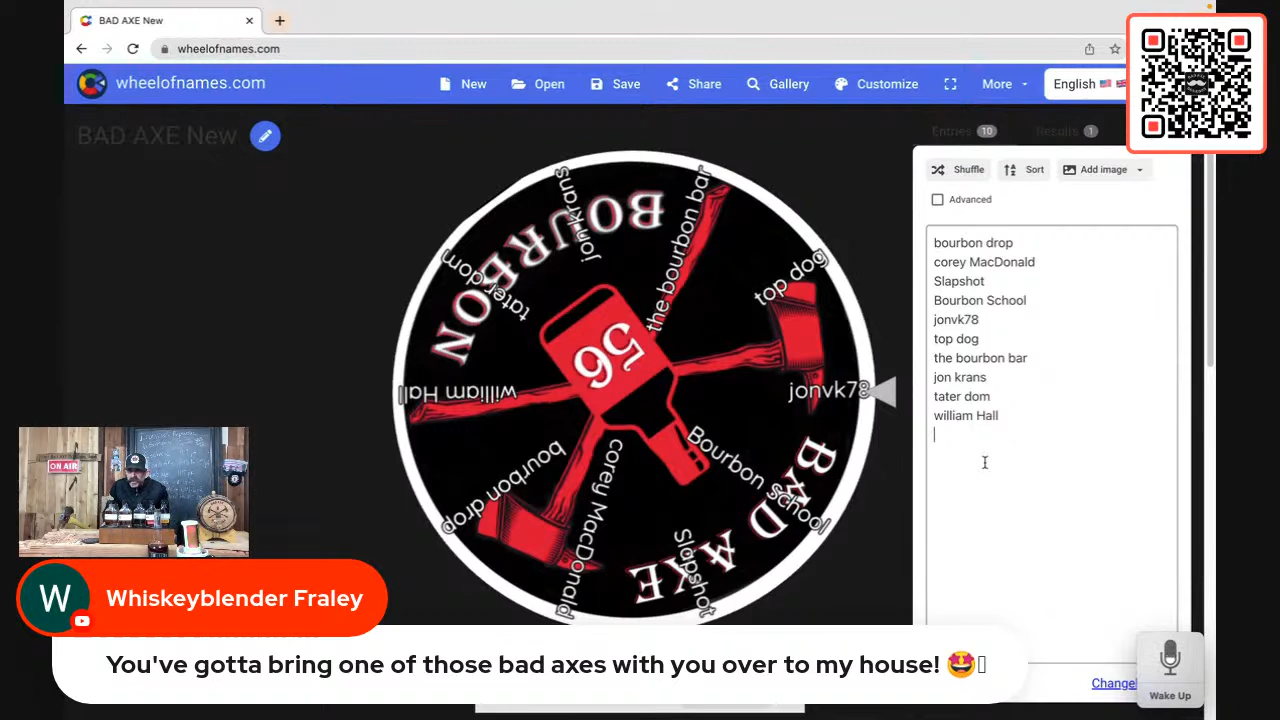 BAD AXE New
wheelofnames.com
wheelofnames.com
New
Open
Save
Share
Gallery
Customize
More
English
BAD AXE New
Entries 10
Results 1
Shuffle
Sort
Add image
Advanced
bourbon drop
corey MacDonald
Slapshot
Bourbon School
jonvk78
top dog
the bourbon bar
jon krans
tater dom
william Hall
BOURBON
BAD AXE
56
jon krans
the bourbon bar
top dog
jonvk78
Bourbon School
Slapshot
corey MacDonald
bourbon drop
william Hall
tater dom
ON AIR
W
Whiskeyblender Fraley
You've gotta bring one of those bad axes with you over to my house! 🤩
Wake Up